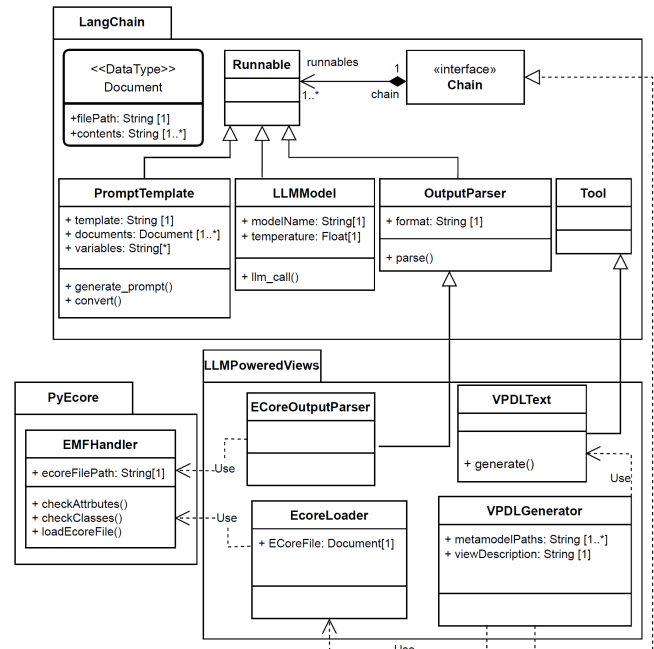 LangChain
<<DataType>>
Document
+filePath: String [1]
+contents: String [1..*]
Runnable
runnables
1..*
1
chain
«interface»
Chain
PromptTemplate
+ template: String [1]
+ documents: Document [1..*]
+ variables: String[*]
+ generate_prompt()
+ convert()
LLMModel
+ modelName: String[1]
+ temperature: Float[1]
+ llm_call()
OutputParser
+ format: String [1]
+ parse()
Tool
LLMPoweredViews
PyEcore
EMFHandler
+ ecoreFilePath: String[1]
+ checkAttrbutes()
+ checkClasses()
+ loadEcoreFile()
ECoreOutputParser
Use
VPDLText
+ generate()
Use
Use
EcoreLoader
+ ECoreFile: Document[1]
VPDLGenerator
+ metamodelPaths: String [1..*]
+ viewDescription: String [1]
Use